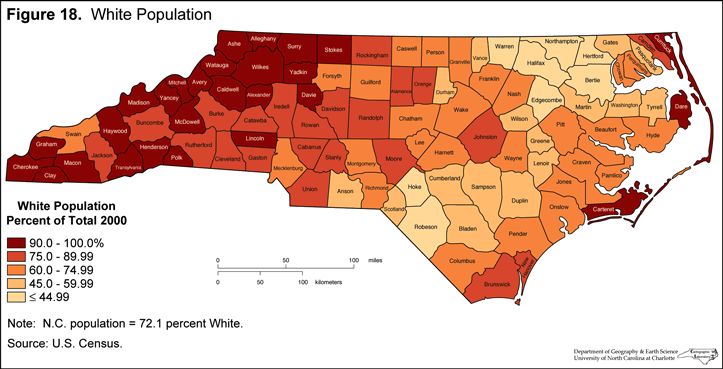 Figure 18. White Population
Ashe
Alleghany
Surry
Stokes
Rockingham
Caswell
Person
Granville
Vance
Warren
Northampton
Gates
Camden
Currituck
Halifax
Hertford
Pasquotank
Perquimans
Chowan
Watauga
Wilkes
Yadkin
Forsyth
Guilford
Alamance
Orange
Durham
Franklin
Bertie
Mitchell
Avery
Caldwell
Alexander
Davie
Nash
Edgecombe
Martin
Washington
Tyrrell
Dare
Madison
Yancey
Iredell
Davidson
Randolph
Chatham
Wake
Wilson
Pitt
Beaufort
Hyde
Buncombe
McDowell
Burke
Catawba
Rowan
Swain
Haywood
Rutherford
Lincoln
Cabarrus
Stanly
Montgomery
Moore
Lee
Harnett
Johnston
Wayne
Greene
Lenoir
Craven
Pamlico
Graham
Jackson
Henderson
Polk
Cleveland
Gaston
Mecklenburg
Cherokee
Macon
Clay
Transylvania
Union
Anson
Richmond
Scotland
Hoke
Cumberland
Sampson
Duplin
Jones
Onslow
Carteret
Robeson
Bladen
Pender
Columbus
Brunswick
New Hanover
White Population
Percent of Total 2000
90.0 - 100.0%
75.0 - 89.99
60.0 - 74.99
45.0 - 59.99
≤ 44.99
0 50 100 miles
0 50 100 kilometers
Note: N.C. population = 72.1 percent White.
Source: U.S. Census.
Department of Geography & Earth Science
University of North Carolina at Charlotte